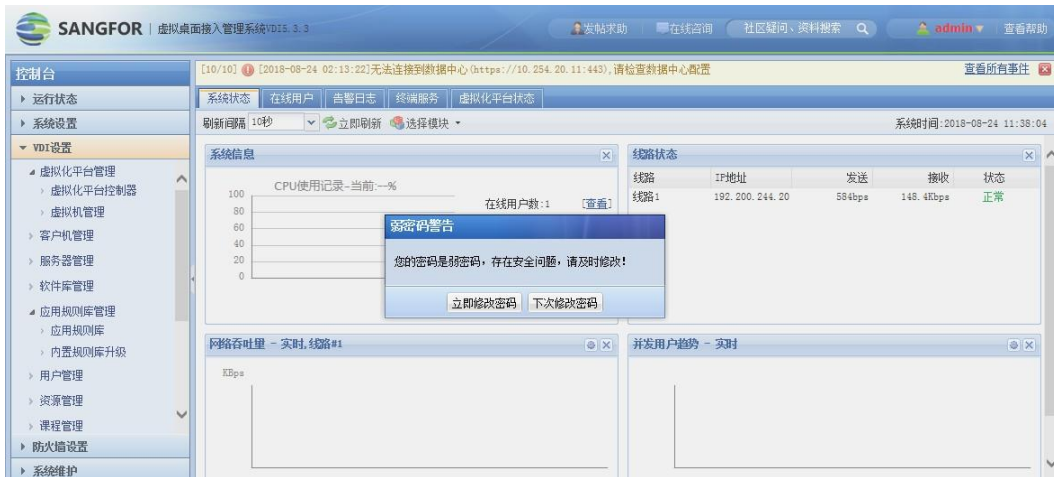 SANGFOR | 虚拟桌面接入管理系统VDI5.3.3 发帖求助 在线咨询 社区疑问、资料搜索 admin 查看帮助
控制台
运行状态
系统设置
VDI设置
虚拟化平台管理
虚拟化平台控制器
虚拟机管理
客户机管理
服务器管理
软件库管理
应用规则库管理
应用规则库
内置规则库升级
用户管理
资源管理
课程管理
防火墙设置
系统维护
[10/10] [2018-08-24 02:13:22]无法连接到数据中心(https://10.254.20.11:443),请检查数据中心配置 查看所有事件
系统状态 在线用户 告警日志 终端服务 虚拟化平台状态
刷新间隔 10秒 立即刷新 选择模块 系统时间:2018-08-24 11:38:04
系统信息
CPU使用记录-当前:--%
100
80
60
40
20
0
在线用户数:1 [查看]
线路状态
线路 IP地址 发送 接收 状态
线路1 192.200.244.20 584bps 148.4Kbps 正常
弱密码警告
您的密码是弱密码，存在安全问题，请及时修改！
立即修改密码 下次修改密码
网络吞吐量 - 实时,线路#1
KBps
并发用户趋势 - 实时